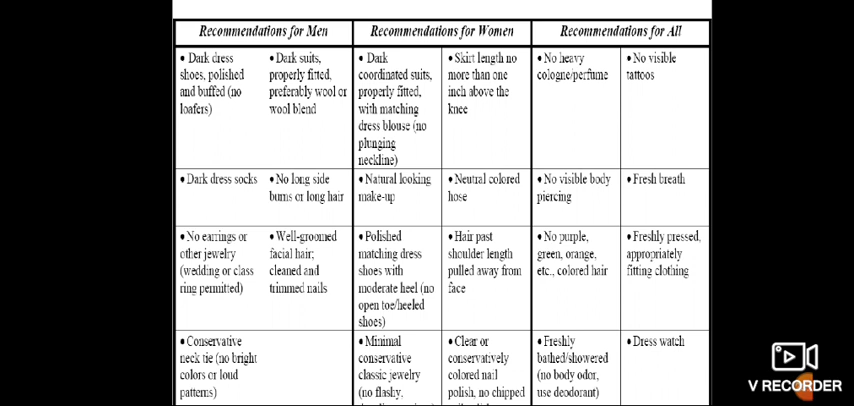 Recommendations for Men
Recommendations for Women
Recommendations for All
• Dark dress
shoes, polished
and buffed (no
loafers)
• Dark suits,
properly fitted,
preferably wool or
wool blend
• Dark
coordinated suits,
properly fitted,
with matching
dress blouse (no
plunging
neckline)
• Skirt length no
more than one
inch above the
knee
• No heavy
cologne/perfume
• No visible
tattoos
• Dark dress socks
• No long side
burns or long hair
• Natural looking
make-up
• Neutral colored
hose
• No visible body
piercing
• Fresh breath
• No earrings or
other jewelry
(wedding or class
ring permitted)
• Well-groomed
facial hair;
cleaned and
trimmed nails
• Polished
matching dress
shoes with
moderate heel (no
open toe/heeled
shoes)
• Hair past
shoulder length
pulled away from
face
• No purple,
green, orange,
etc., colored hair
• Freshly pressed,
appropriately
fitting clothing
• Conservative
neck tie (no bright
colors or loud
patterns)
• Minimal
conservative
classic jewelry
(no flashy,
• Clear or
conservatively
colored nail
polish, no chipped
• Freshly
bathed/showered
(no body odor,
use deodorant)
• Dress watch
V RECORDER